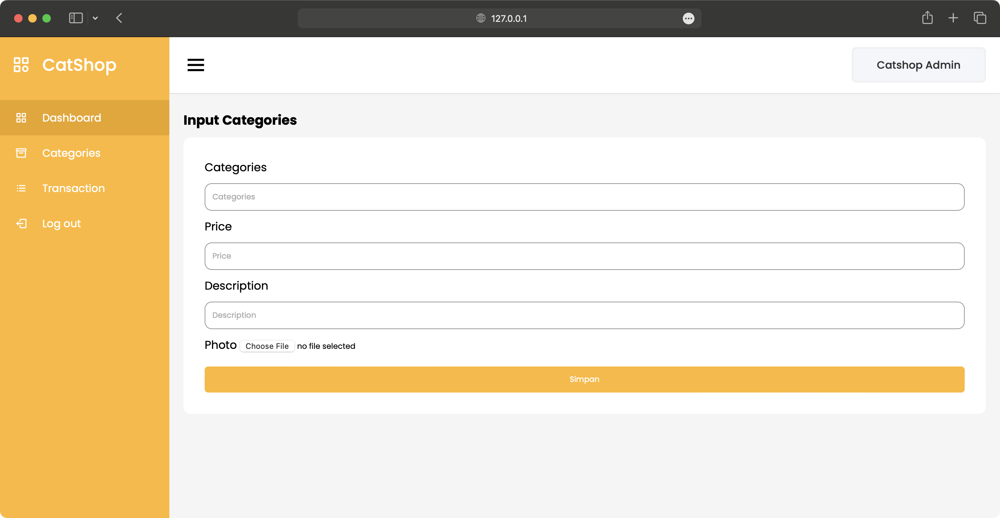 127.0.0.1
CatShop
Catshop Admin
Dashboard
Categories
Transaction
Log out
Input Categories
Categories
Categories
Price
Price
Description
Description
Photo Choose File no file selected
Simpan